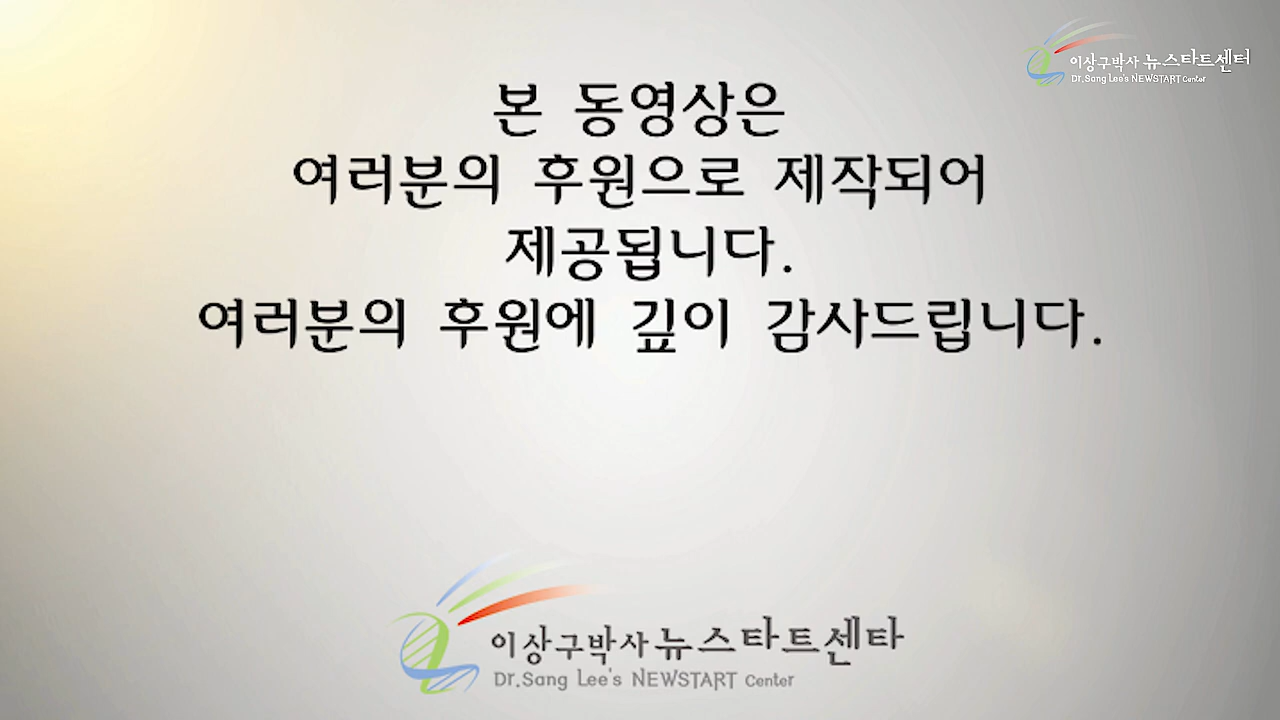 이상구박사 뉴스타트센터
Dr.Sang Lee's NEWSTART Center
본 동영상은
여러분의 후원으로 제작되어
제공됩니다.
여러분의 후원에 깊이 감사드립니다.
이상구박사 뉴스타트센타
Dr.Sang Lee's NEWSTART Center